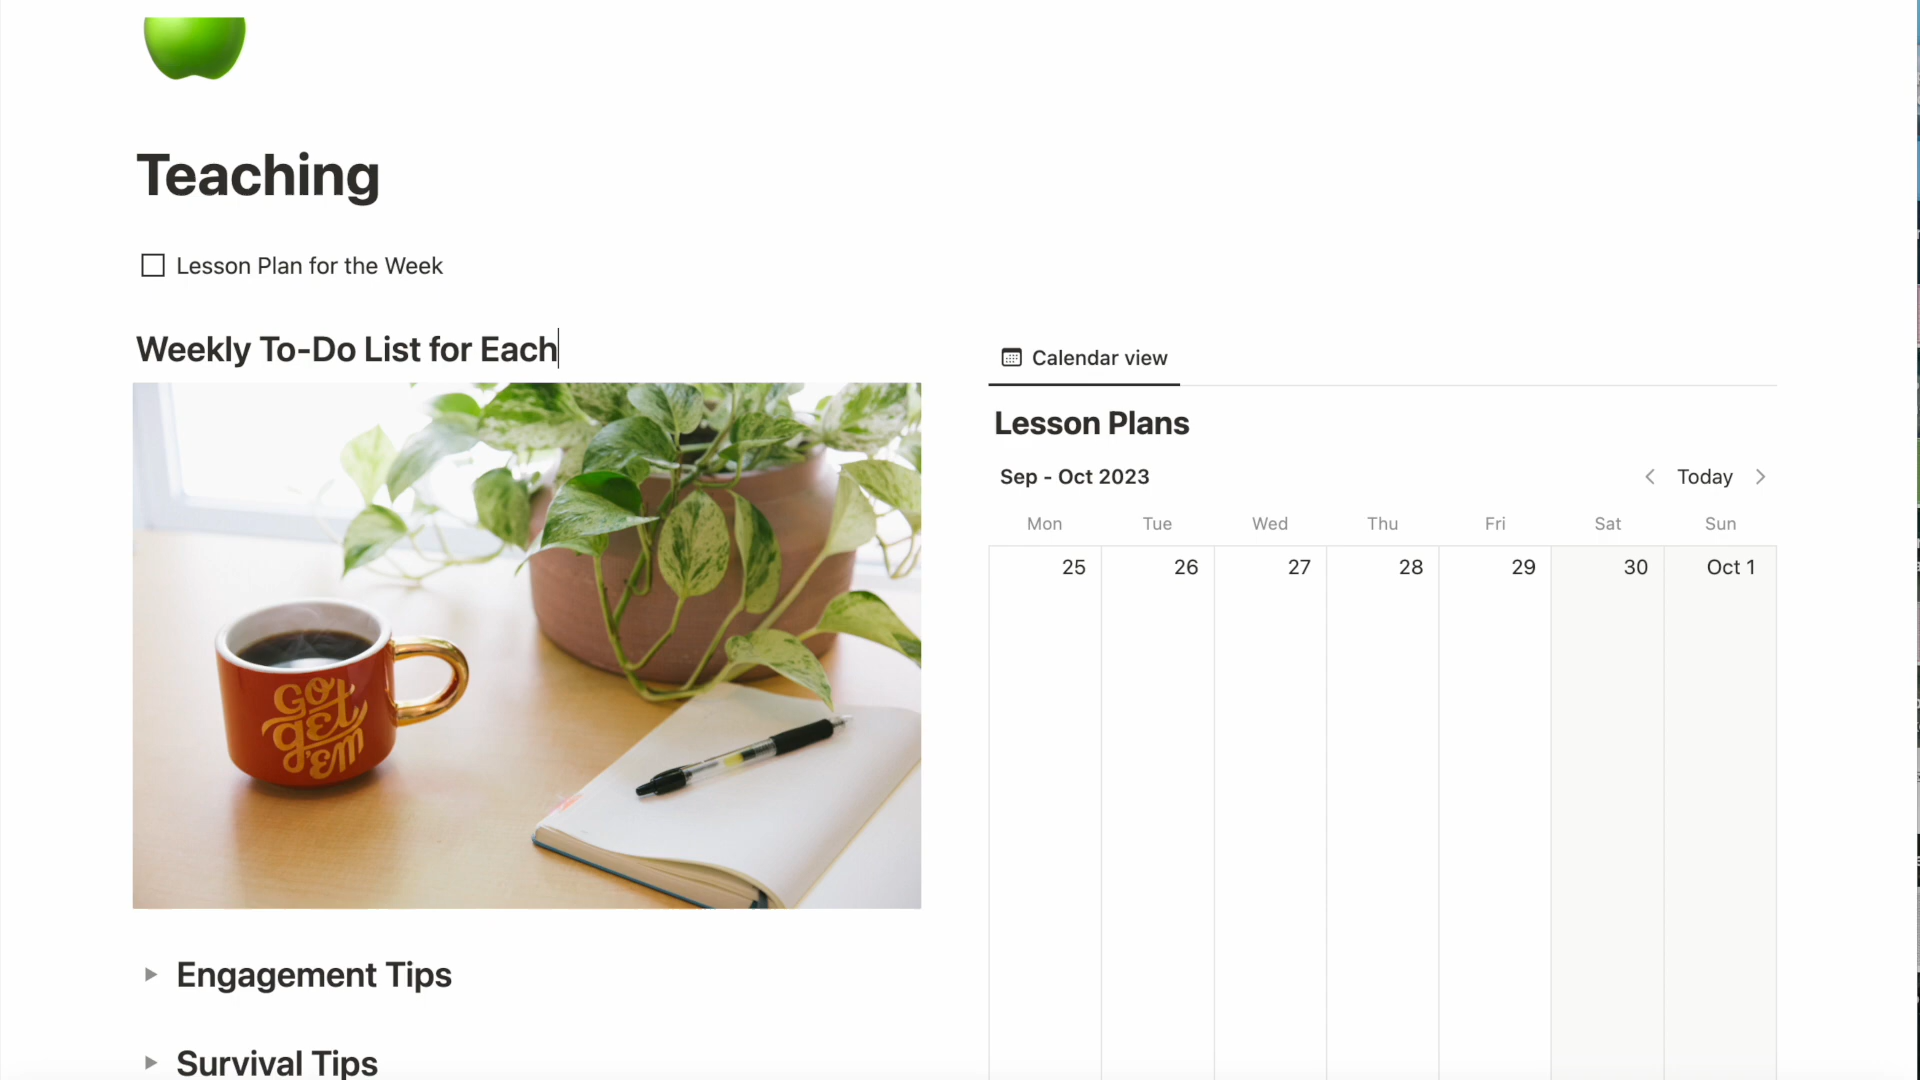 Teaching
Lesson Plan for the Week
Weekly To-Do List for Each
Go
get
'em
Engagement Tips
Survival Tips
Calendar view
Lesson Plans
Sep - Oct 2023
Today
Mon Tue Wed Thu Fri Sat Sun
25 26 27 28 29 30 Oct 1